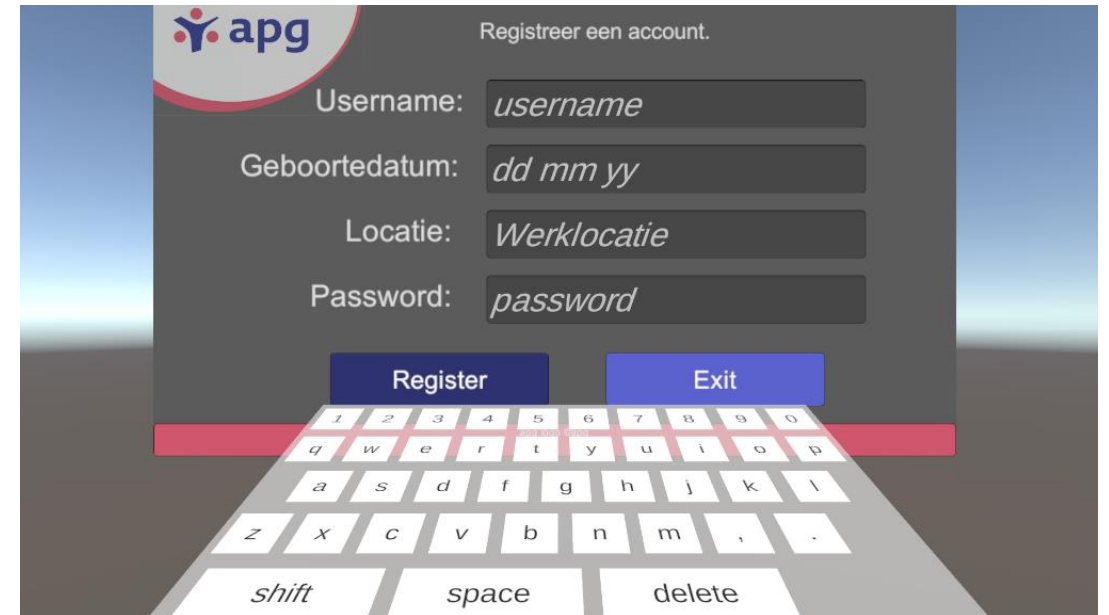 apg
Registreer een account.
Username: username
Geboortedatum: dd mm yy
Locatie: Werklocatie
Password: password
Register Exit
1 2 3 4 5 6 7 8 9 0
q w e r t y u i o p
a s d f g h j k l
z x c v b n m , .
shift space delete